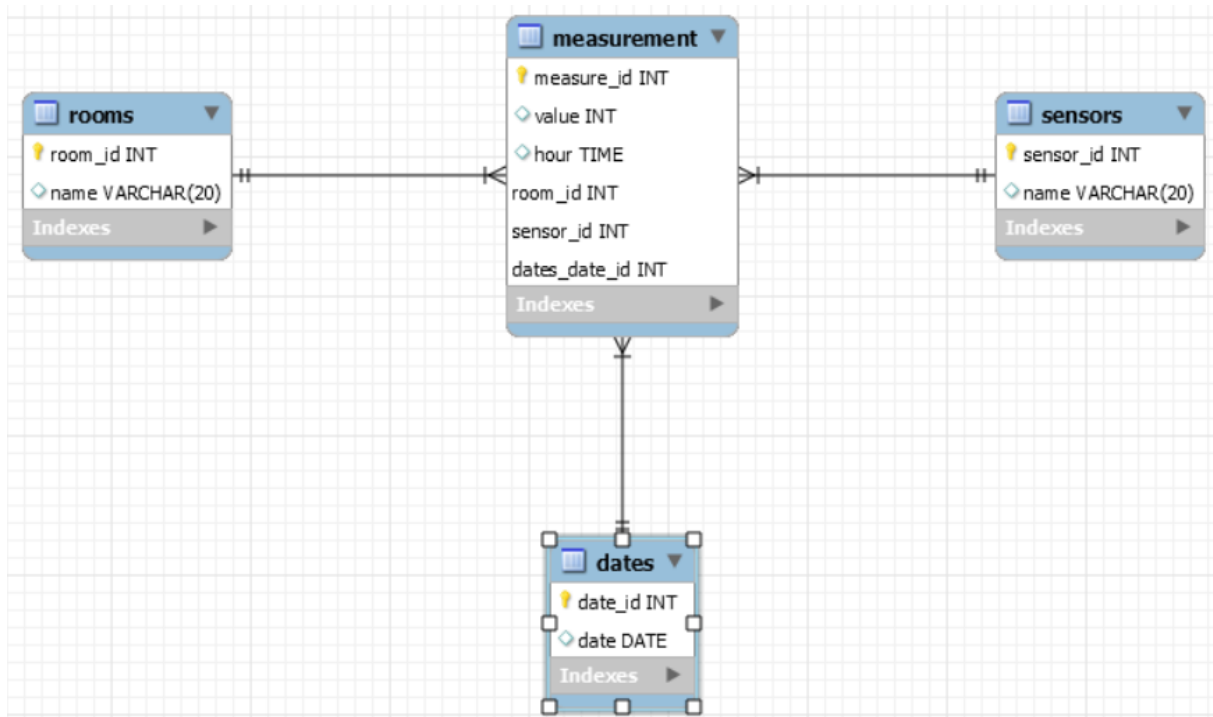 measurement
measure_id INT
value INT
hour TIME
room_id INT
sensor_id INT
dates_date_id INT
Indexes
rooms
room_id INT
name VARCHAR(20)
Indexes
sensors
sensor_id INT
name VARCHAR(20)
Indexes
dates
date_id INT
date DATE
Indexes